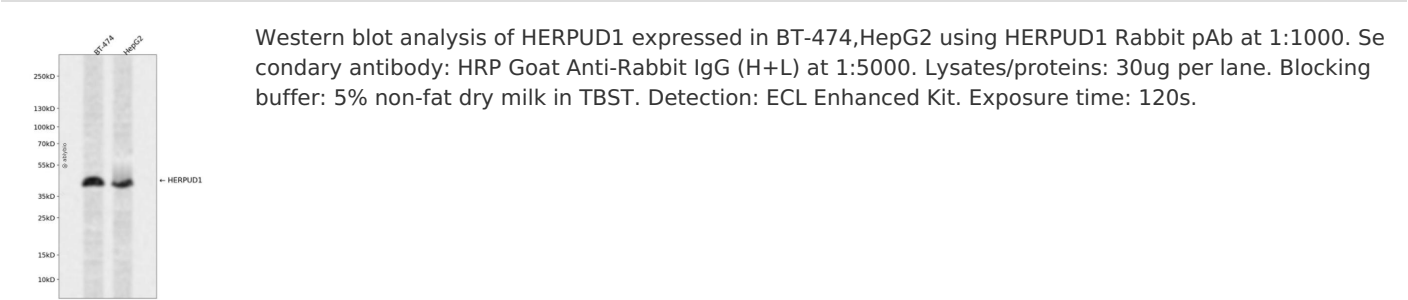 BT-474 HepG2
Western blot analysis of HERPUD1 expressed in BT-474,HepG2 using HERPUD1 Rabbit pAb at 1:1000. Se
condary antibody: HRP Goat Anti-Rabbit IgG (H+L) at 1:5000. Lysates/proteins: 30ug per lane. Blocking
buffer: 5% non-fat dry milk in TBST. Detection: ECL Enhanced Kit. Exposure time: 120s.
250kD
130kD
100kD
70kD
55kD
← HERPUD1
35kD
25kD
15kD
10kD